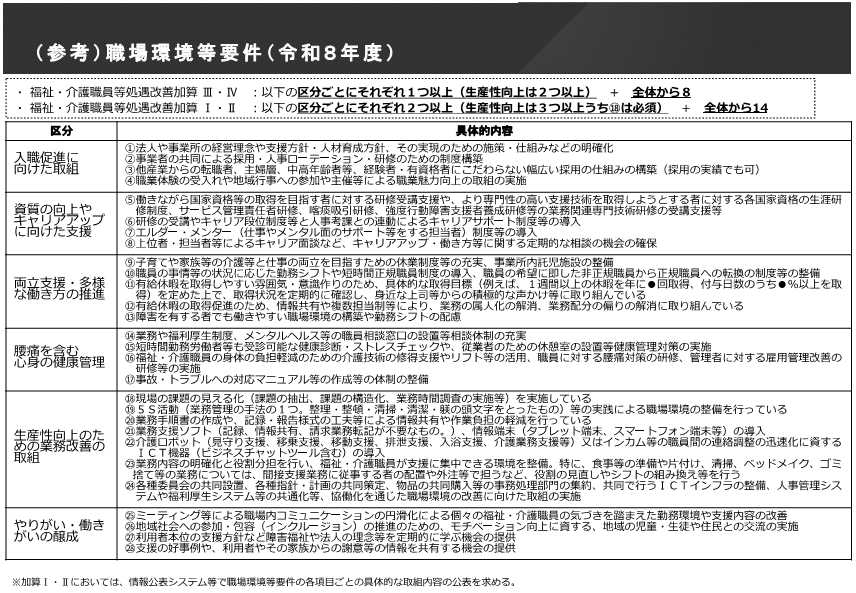 （参考）職場環境等要件（令和８年度）
・ 福祉・介護職員等処遇改善加算 Ⅲ・Ⅳ ：以下の区分ごとにそれぞれ１つ以上（生産性向上は２つ以上） ＋ 全体から８
・ 福祉・介護職員等処遇改善加算 Ⅰ・Ⅱ ：以下の区分ごとにそれぞれ２つ以上（生産性向上は３つ以上うち⑱は必須） ＋ 全体から14
区分 具体的内容
入職促進に
向けた取組
①法人や事業所の経営理念や支援方針・人材育成方針、その実現のための施策・仕組みなどの明確化
②事業者の共同による採用・人事ローテーション・研修のための制度構築
③他産業からの転職者、主婦層、中高年齢者等、経験者・有資格者にこだわらない幅広い採用の仕組みの構築（採用の実績でも可）
④職業体験の受入れや地域行事への参加や主催等による職業魅力向上の取組の実施
資質の向上や
キャリアアップ
に向けた支援
⑤働きながら国家資格等の取得を目指す者に対する研修受講支援や、より専門性の高い支援技術を取得しようとする者に対する各国家資格の生涯研
修制度、サービス管理責任者研修、喀痰吸引研修、強度行動障害支援者養成研修等の業務関連専門技術研修の受講支援等
⑥研修の受講やキャリア段位制度等と人事考課との連動によるキャリアサポート制度等の導入
⑦エルダー・メンター（仕事やメンタル面のサポート等をする担当者）制度等の導入
⑧上位者・担当者等によるキャリア面談など、キャリアアップ・働き方等に関する定期的な相談の機会の確保
両立支援・多様
な働き方の推進
⑨子育てや家族等の介護等と仕事の両立を目指すための休業制度等の充実、事業所内託児施設の整備
⑩職員の事情等の状況に応じた勤務シフトや短時間正規職員制度の導入、職員の希望に即した非正規職員から正規職員への転換の制度等の整備
⑪有給休暇を取得しやすい雰囲気・意識作りのため、具体的な取得目標（例えば、１週間以上の休暇を年に●回取得、付与日数のうち●％以上を取
得）を定めた上で、取得状況を定期的に確認し、身近な上司等からの積極的な声かけ等に取り組んでいる
⑫有給休暇の取得促進のため、情報共有や複数担当制等により、業務の属人化の解消、業務配分の偏りの解消に取り組んでいる
⑬障害を有する者でも働きやすい職場環境の構築や勤務シフトの配慮
腰痛を含む
心身の健康管理
⑭業務や福利厚生制度、メンタルヘルス等の職員相談窓口の設置等相談体制の充実
⑮短時間勤務労働者等も受診可能な健康診断・ストレスチェックや、従業者のための休憩室の設置等健康管理対策の実施
⑯福祉・介護職員の身体の負担軽減のための介護技術の修得支援やリフト等の活用、職員に対する腰痛対策の研修、管理者に対する雇用管理改善の
研修等の実施
⑰事故・トラブルへの対応マニュアル等の作成等の体制の整備
生産性向上のた
めの業務改善の
取組
⑱現場の課題の見える化（課題の抽出、課題の構造化、業務時間調査の実施等）を実施している
⑲５Ｓ活動（業務管理の手法の１つ。整理・整頓・清掃・清潔・躾の頭文字をとったもの）等の実践による職場環境の整備を行っている
⑳業務手順書の作成や、記録・報告様式の工夫等による情報共有や作業負担の軽減を行っている
㉑業務支援ソフト（記録、情報共有、請求業務転記が不要なもの。）、情報端末（タブレット端末、スマートフォン端末等）の導入
㉒介護ロボット（見守り支援、移乗支援、移動支援、排泄支援、入浴支援、介護業務支援等）又はインカム等の職員間の連絡調整の迅速化に資する
ＩＣＴ機器（ビジネスチャットツール含む）の導入
㉓業務内容の明確化と役割分担を行い、福祉・介護職員が支援に集中できる環境を整備。特に、食事等の準備や片付け、清掃、ベッドメイク、ゴミ
捨て等の業務については、間接支援業務に従事する者の配置や外注等で担うなど、役割の見直しやシフトの組み換え等を行う
㉔各種委員会の共同設置、各種指針・計画の共同策定、物品の共同購入等の事務処理部門の集約、共同で行うＩＣＴインフラの整備、人事管理シス
テムや福利厚生システム等の共通化等、協働化を通じた職場環境の改善に向けた取組の実施
やりがい・働き
がいの醸成
㉕ミーティング等による職場内コミュニケーションの円滑化による個々の福祉・介護職員の気づきを踏まえた勤務環境や支援内容の改善
㉖地域社会への参加・包容（インクルージョン）の推進のための、モチベーション向上に資する、地域の児童・生徒や住民との交流の実施
㉗利用者本位の支援方針など障害福祉や法人の理念等を定期的に学ぶ機会の提供
㉘支援の好事例や、利用者やその家族からの謝意等の情報を共有する機会の提供
※加算Ⅰ・Ⅱにおいては、情報公表システム等で職場環境等要件の各項目ごとの具体的な取組内容の公表を求める。